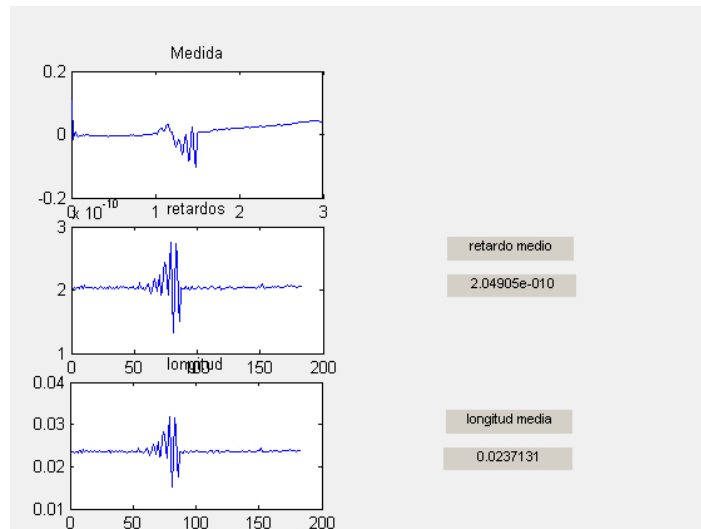 Medida
0.2
0
-0.2
0 1 2 3
x 10^-10 retardos
3
2
1
0 50 100 150 200
retardo medio
2.04905e-010
longitud
0.04
0.03
0.02
0.01
0 50 100 150 200
longitud media
0.0237131